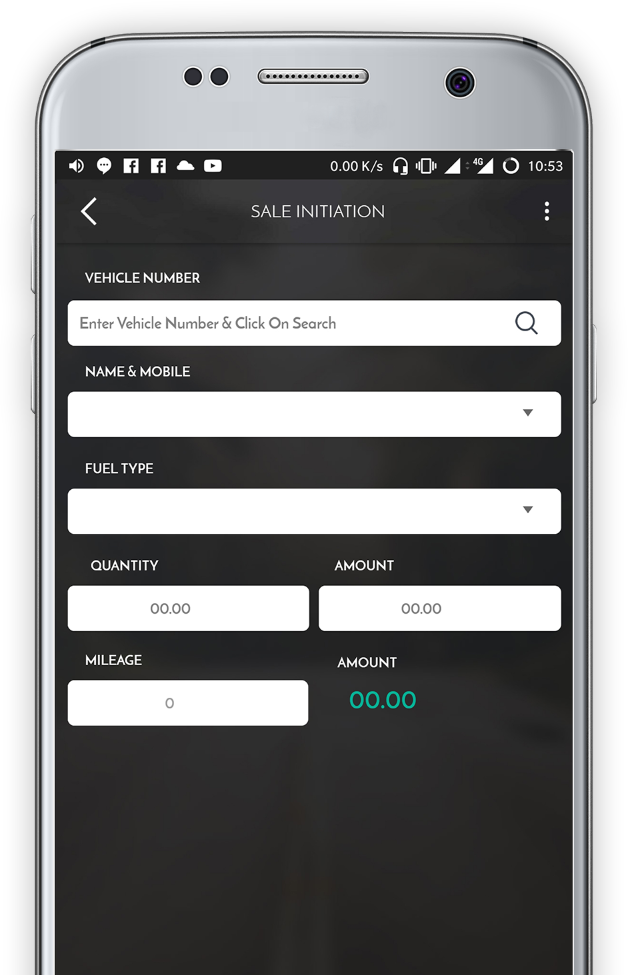 0.00 K/s 4G 10:53
SALE INITIATION
VEHICLE NUMBER
Enter Vehicle Number & Click On Search
NAME & MOBILE
FUEL TYPE
QUANTITY AMOUNT
00.00 00.00
MILEAGE AMOUNT
0 00.00